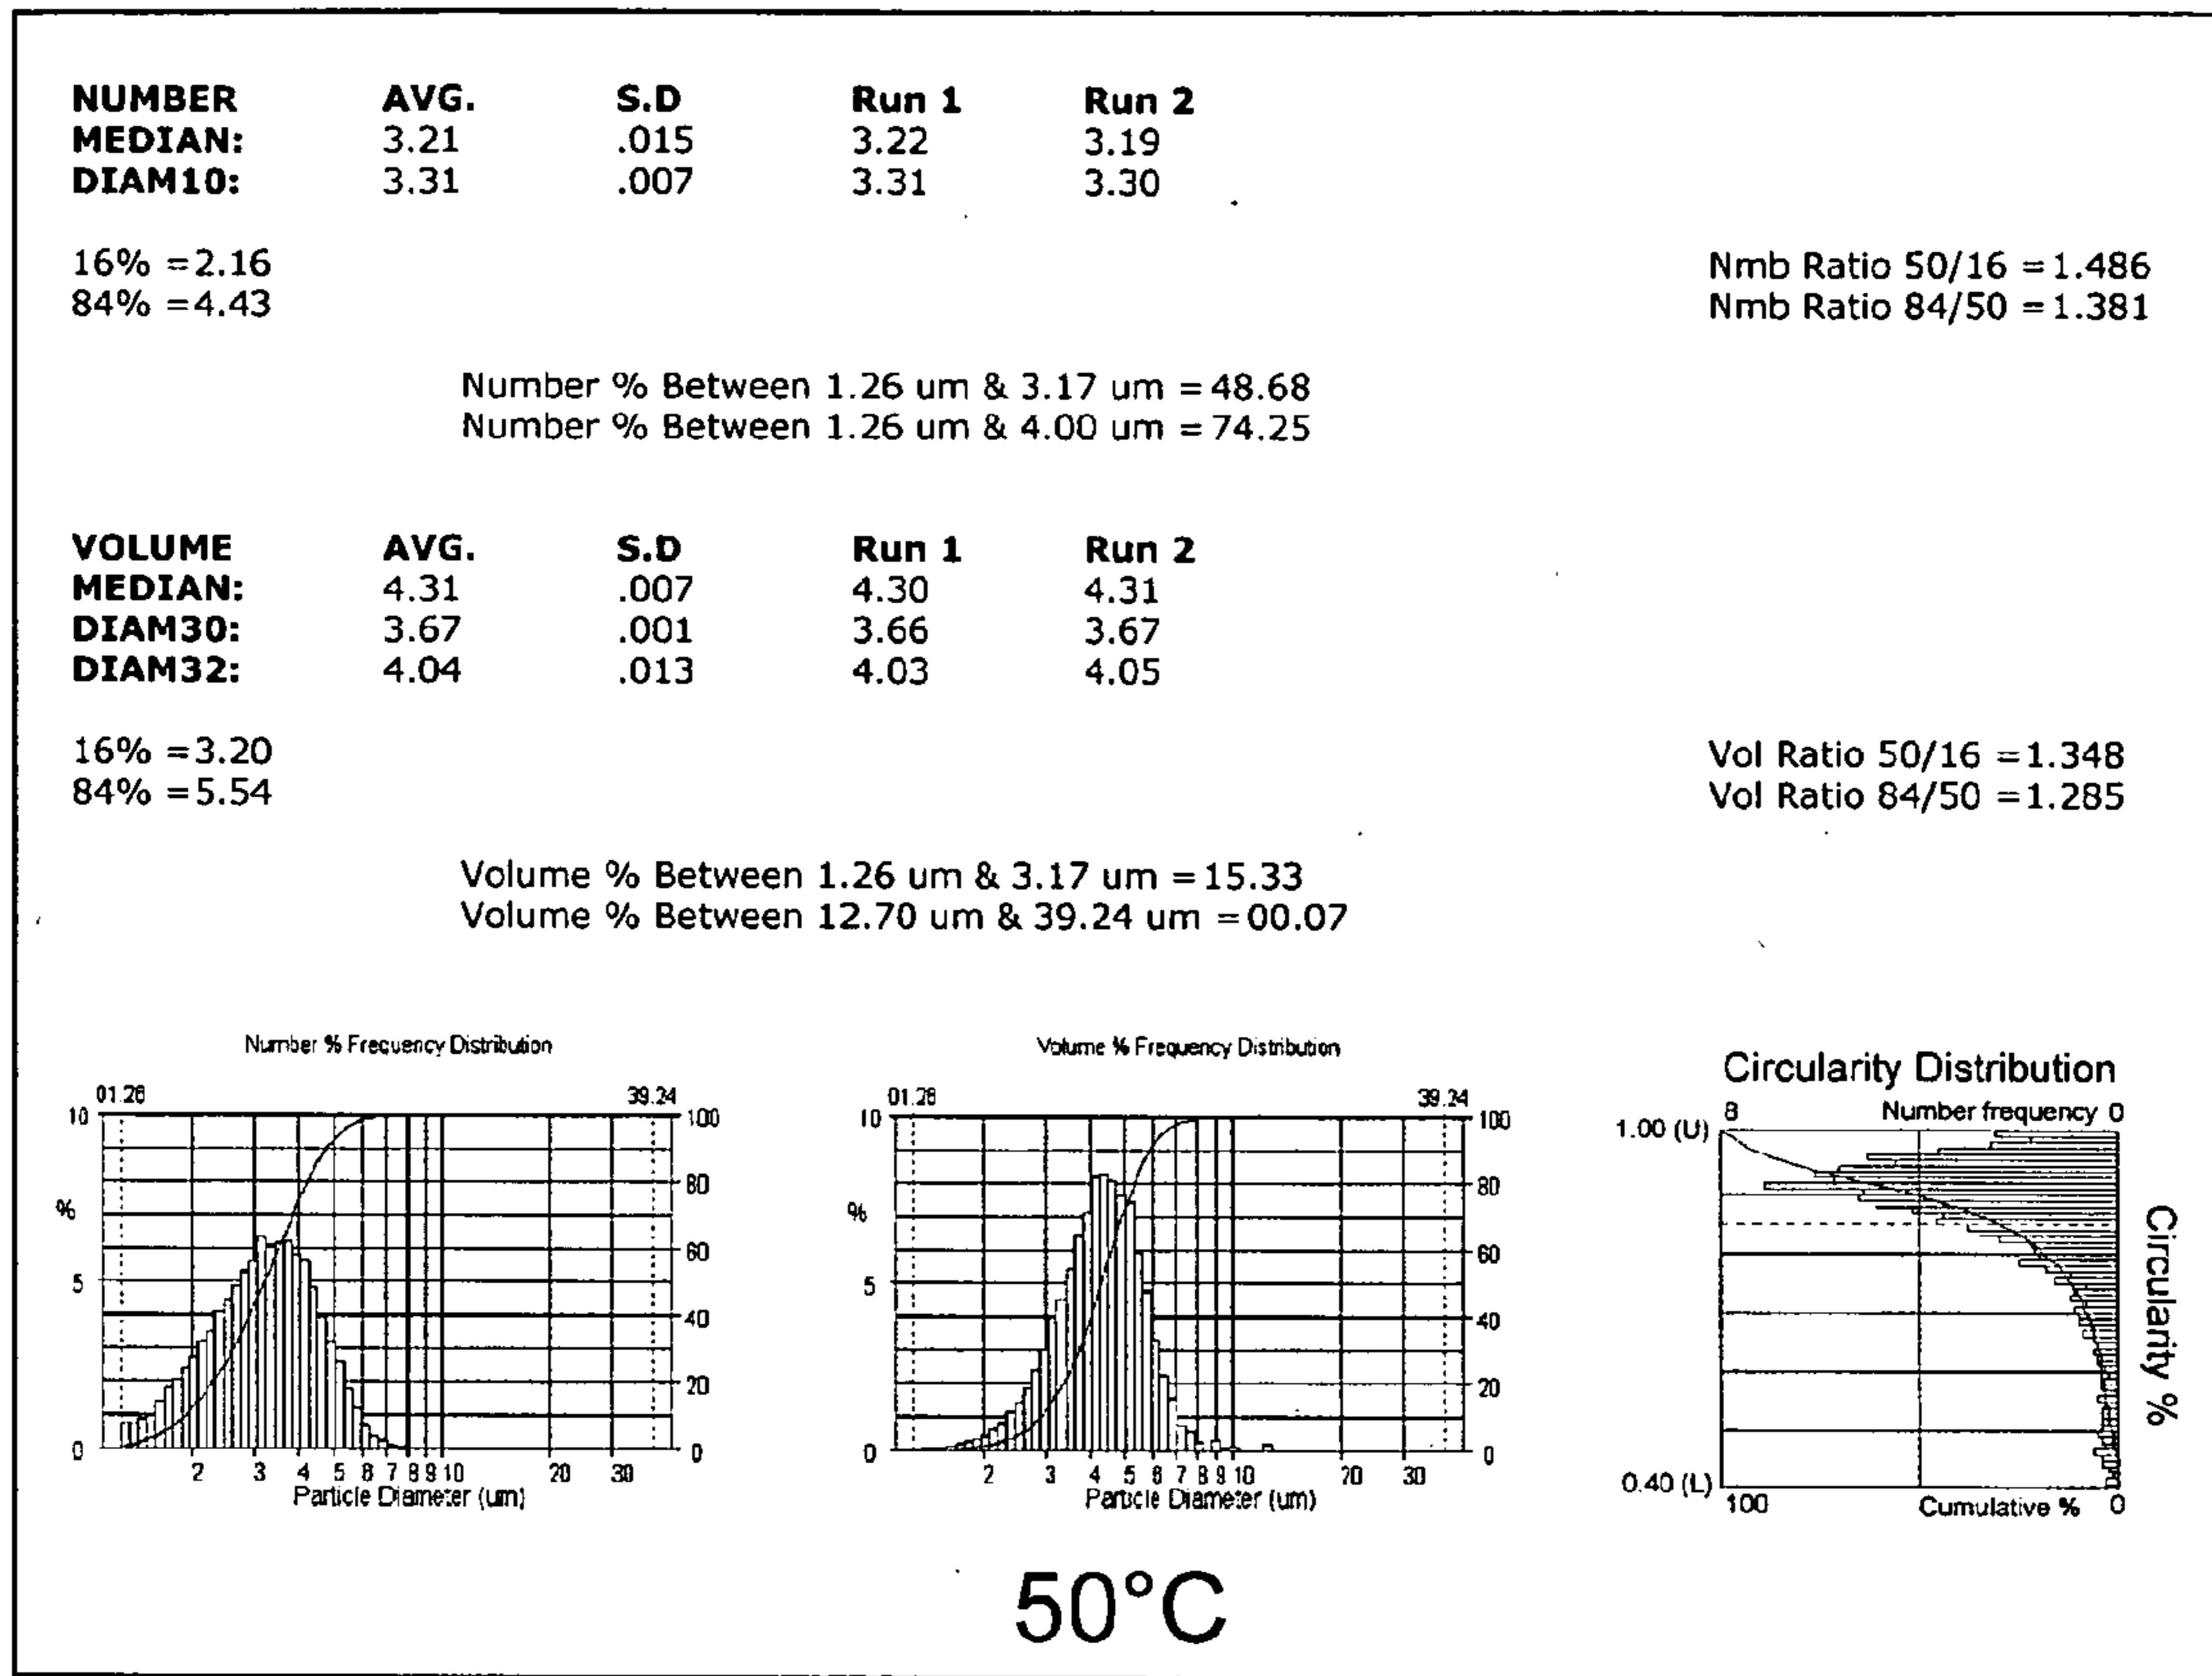 NUMBER AVG. S.D Run 1 Run 2
MEDIAN: 3.21 .015 3.22 3.19
DIAM10: 3.31 .007 3.31 3.30
16% =2.16 Nmb Ratio 50/16 =1.486
84% =4.43 Nmb Ratio 84/50 =1.381
Number % Between 1.26 um & 3.17 um =48.68
Number % Between 1.26 um & 4.00 um =74.25
VOLUME AVG. S.D Run 1 Run 2
MEDIAN: 4.31 .007 4.30 4.31
DIAM30: 3.67 .001 3.66 3.67
DIAM32: 4.04 .013 4.03 4.05
16% =3.20 Vol Ratio 50/16 =1.348
84% =5.54 Vol Ratio 84/50 =1.285
Volume % Between 1.26 um & 3.17 um =15.33
Volume % Between 12.70 um & 39.24 um =00.07
Number % Frequency Distribution
01.26 39.24
10 100
80
%
60
5
40
20
0 0
2 3 4 5 6 7 8 9 10 20 30
Particle Diameter (um)
Volume % Frequency Distribution
01.26 39.24
10 100
80
%
60
5
40
20
0 0
2 3 4 5 6 7 8 9 10 20 30
Particle Diameter (um)
Circularity Distribution
8 Number frequency 0
1.00 (U)
Circularity %
0.40 (L)
100 Cumulative % 0
50°C